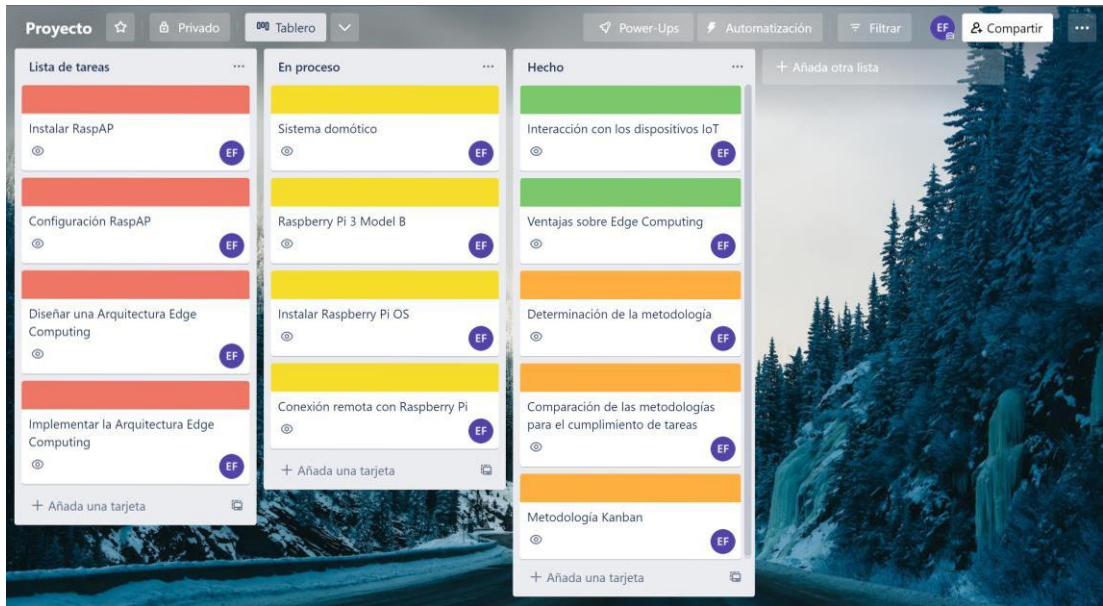 Proyecto
Privado
Tablero
Power-Ups
Automatización
Filtrar
EF
Compartir
Lista de tareas
Instalar RaspAP
EF
Configuración RaspAP
EF
Diseñar una Arquitectura Edge
Computing
EF
Implementar la Arquitectura Edge
Computing
EF
+ Añada una tarjeta
En proceso
Sistema domótico
EF
Raspberry Pi 3 Model B
EF
Instalar Raspberry Pi OS
EF
Conexión remota con Raspberry Pi
EF
+ Añada una tarjeta
Hecho
Interacción con los dispositivos IoT
EF
Ventajas sobre Edge Computing
EF
Determinación de la metodología
EF
Comparación de las metodologías
para el cumplimiento de tareas
EF
Metodología Kanban
EF
+ Añada una tarjeta
+ Añada otra lista